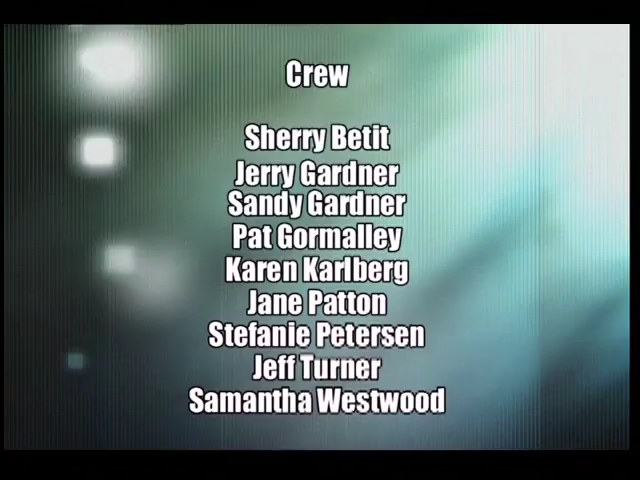 Crew
Sherry Betit
Jerry Gardner
Sandy Gardner
Pat Gormalley
Karen Karlberg
Jane Patton
Stefanie Petersen
Jeff Turner
Samantha Westwood